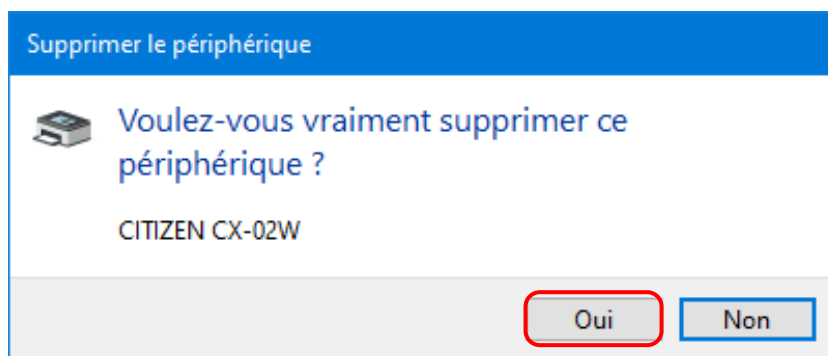 Supprimer le périphérique
Voulez-vous vraiment supprimer ce
périphérique ?
CITIZEN CX-02W
Oui Non